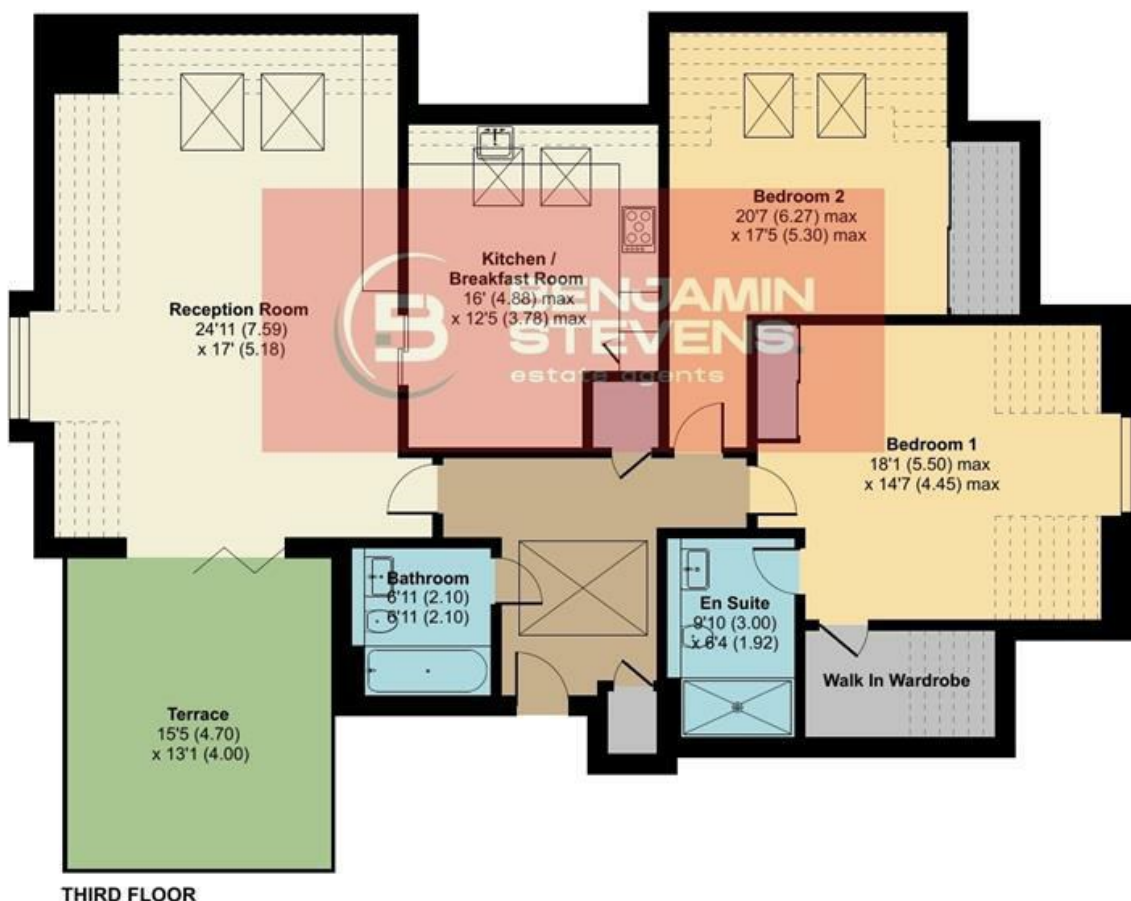 Reception Room
24'11 (7.59)
x 17' (5.18)
Kitchen /
Breakfast Room
16' (4.88) max
x 12'5 (3.78) max
Bedroom 2
20'7 (6.27) max
x 17'5 (5.30) max
B
BENJAMIN
STEVENS.
estate agents
Bedroom 1
18'1 (5.50) max
x 14'7 (4.45) max
Bathroom
6'11 (2.10)
6'11 (2.10)
En Suite
9'10 (3.00)
x 6'4 (1.92)
Walk In Wardrobe
Terrace
15'5 (4.70)
x 13'1 (4.00)
THIRD FLOOR